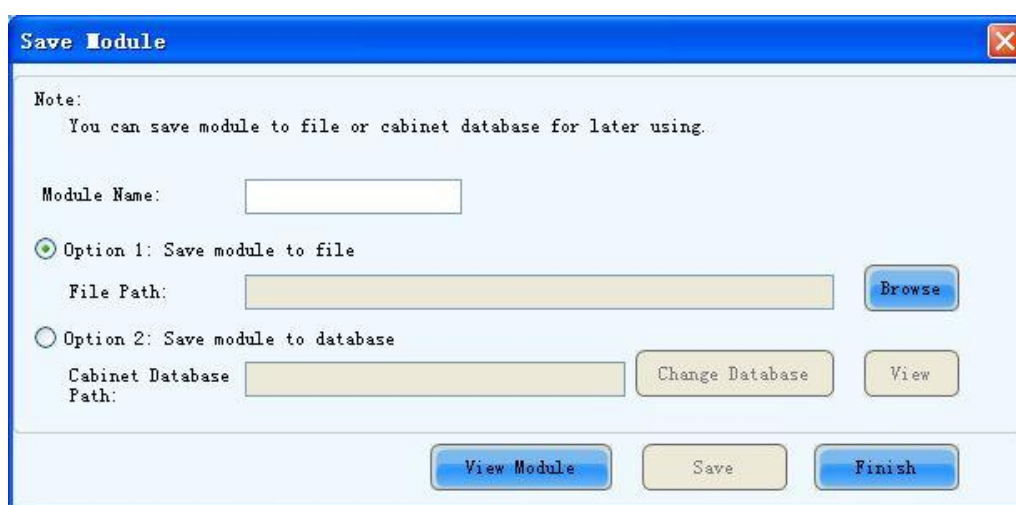 Save Module
Note:
You can save module to file or cabinet database for later using.
Module Name:
Option 1: Save module to file
File Path:
Browse
Option 2: Save module to database
Cabinet Database
Path:
Change Database
View
View Module
Save
Finish